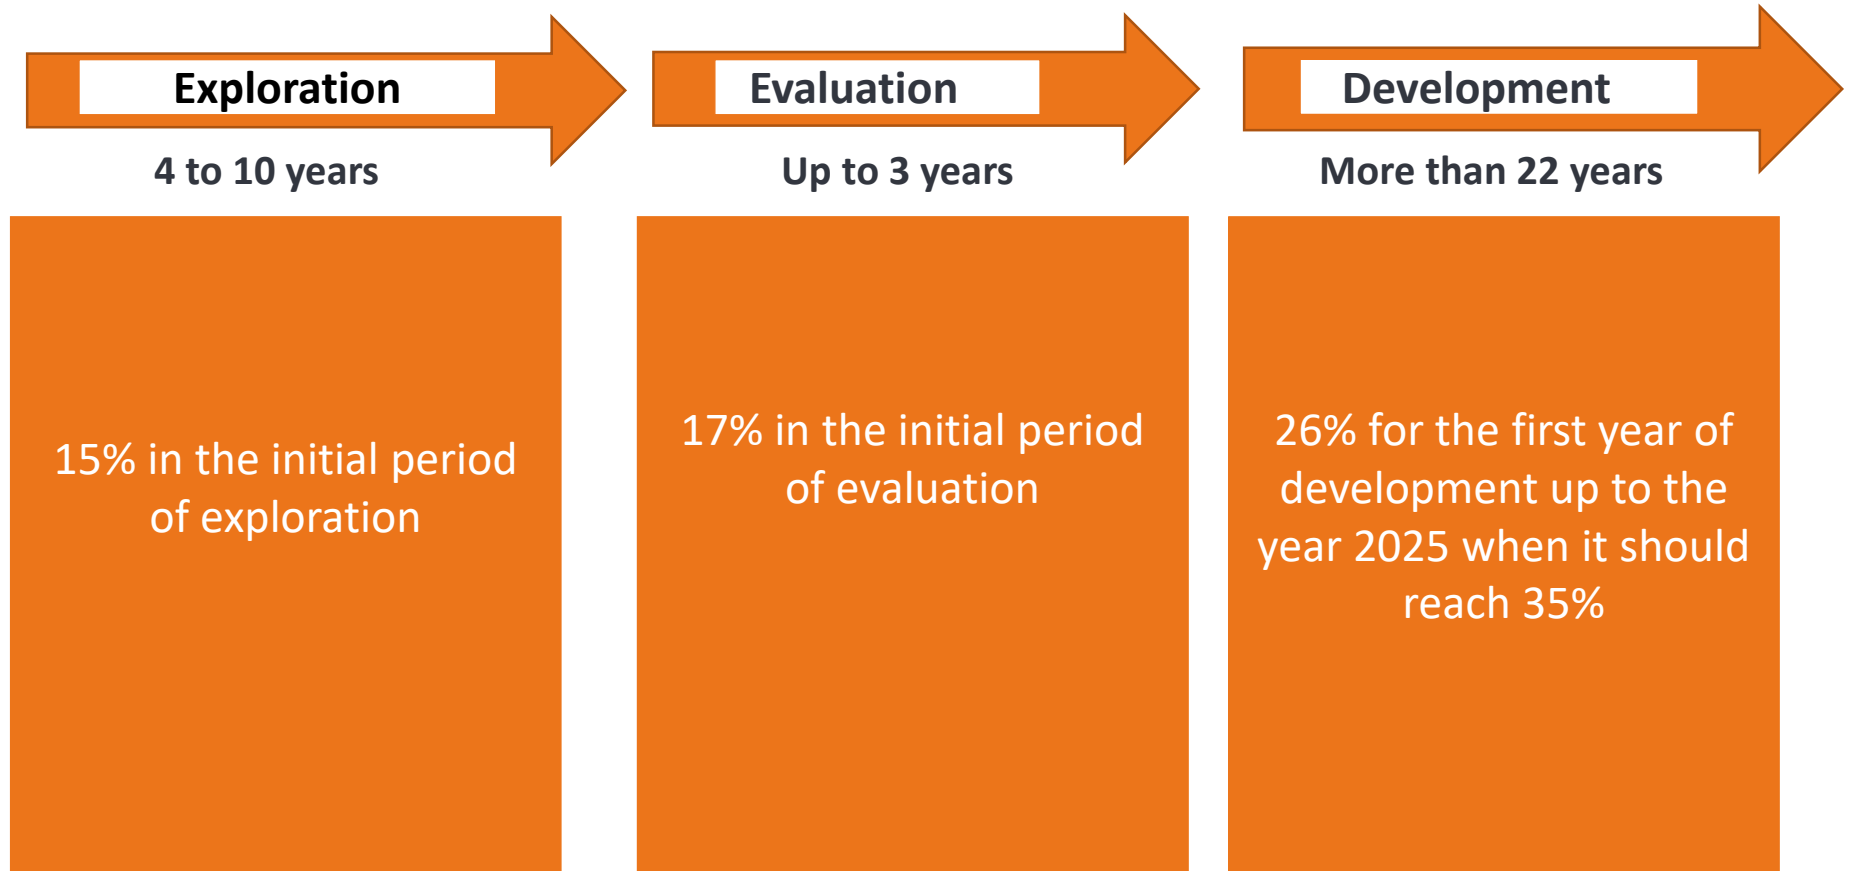 Exploration
4 to 10 years
15% in the initial period
of exploration
Evaluation
Up to 3 years
17% in the initial period
of evaluation
Development
More than 22 years
26% for the first year of
development up to the
year 2025 when it should
reach 35%